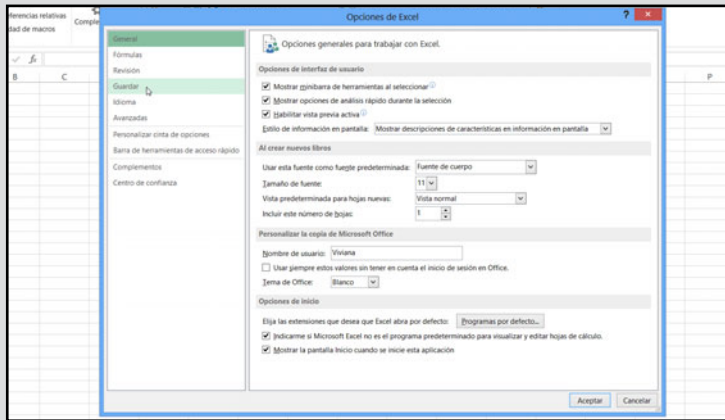 Opciones de Excel
? ×
erencias relativas
dad de macros
Comple
fx
B C P
General
Fórmulas
Revisión
Guardar
Idioma
Avanzadas
Personalizar cinta de opciones
Barra de herramientas de acceso rápido
Complementos
Centro de confianza
Opciones generales para trabajar con Excel.
Opciones de interfaz de usuario
Mostrar minibarra de herramientas al seleccionar
Mostrar opciones de análisis rápido durante la selección
Habilitar vista previa activa
Estilo de información en pantalla: Mostrar descripciones de características en información en pantalla
Al crear nuevos libros
Usar esta fuente como fuente predeterminada: Fuente de cuerpo
Tamaño de fuente: 11
Vista predeterminada para hojas nuevas: Vista normal
Incluir este número de hojas: 1
Personalizar la copia de Microsoft Office
Nombre de usuario: Viviana
Usar siempre estos valores sin tener en cuenta el inicio de sesión en Office.
Tema de Office: Blanco
Opciones de inicio
Elija las extensiones que desea que Excel abra por defecto: Programas por defecto...
Indicarme si Microsoft Excel no es el programa predeterminado para visualizar y editar hojas de cálculo.
Mostrar la pantalla Inicio cuando se inicie esta aplicación
Aceptar Cancelar